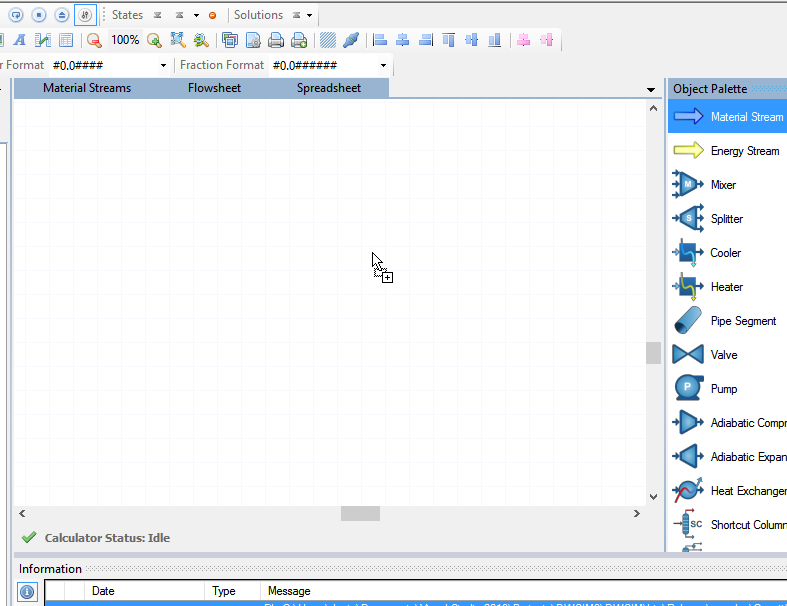 States Solutions
A 100%
r Format #0.0#### Fraction Format #0.0######
Material Streams Flowsheet Spreadsheet
Object Palette
Material Stream
Energy Stream
M Mixer
S Splitter
Cooler
Heater
Pipe Segment
Valve
P Pump
Adiabatic Compr
Adiabatic Expan
Heat Exchanger
SC Shortcut Column
Calculator Status: Idle
Information
Date Type Message